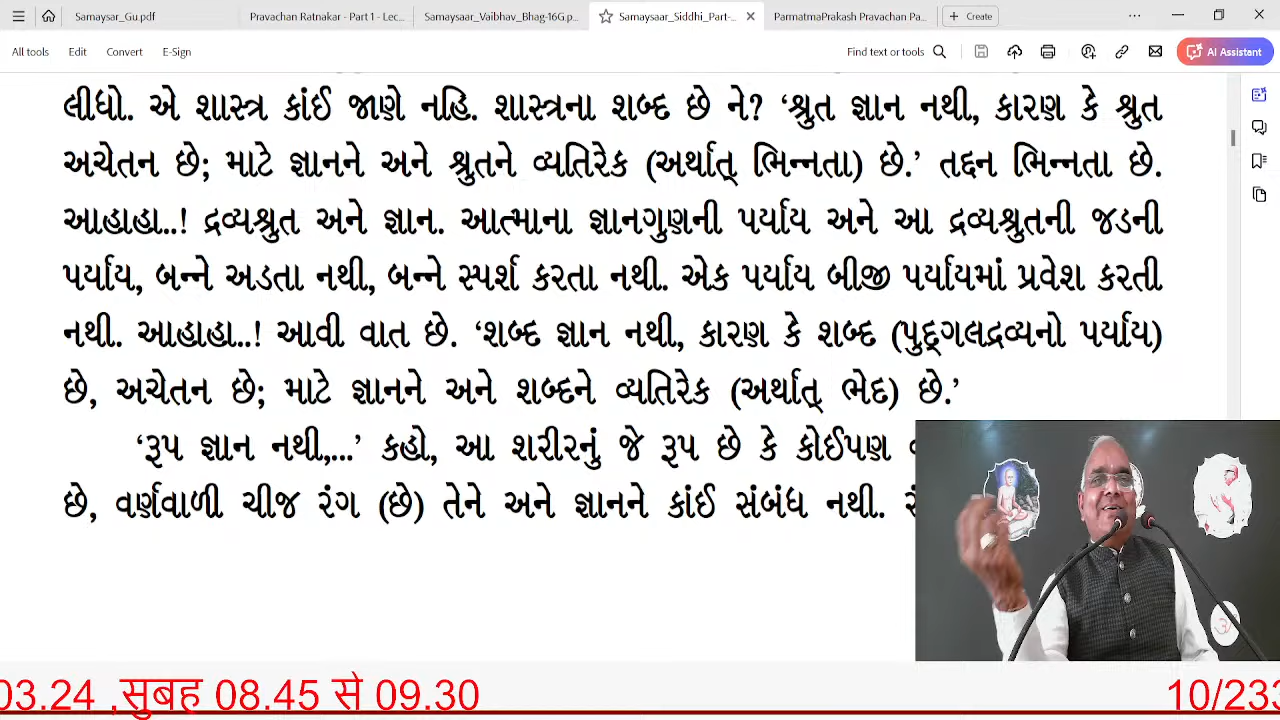 Samaysar_Gu.pdf
Pravachan Ratnakar - Part 1 - Lec...
Samaysaar_Vaibhav_Bhag-16G.p...
Samaysaar_Siddhi_Part-...
ParmatmaPrakash Pravachan Pa...
Create
All tools Edit Convert E-Sign
Find text or tools
AI Assistant
લીધો. એ શાસ્ત્ર કાંઈ જાણે નહિ. શાસ્ત્રના શબ્દ છે ને? ‘શ્રુત જ્ઞાન નથી, કારણ કે શ્રુત
અચેતન છે; માટે જ્ઞાનને અને શ્રુતને વ્યતિરેક (અર્થાત્ ભિન્નતા) છે.’ તદ્દન ભિન્નતા છે.
આહાહા..! દ્રવ્યશ્રુત અને જ્ઞાન. આત્માના જ્ઞાનગુણની પર્યાય અને આ દ્રવ્યશ્રુતની જડની
પર્યાય, બન્ને અડતા નથી, બન્ને સ્પર્શ કરતા નથી. એક પર્યાય બીજી પર્યાયમાં પ્રવેશ કરતી
નથી. આહાહા..! આવી વાત છે. ‘શબ્દ જ્ઞાન નથી, કારણ કે શબ્દ (પુદ્ગલદ્રવ્યનો પર્યાય)
છે, અચેતન છે; માટે જ્ઞાનને અને શબ્દને વ્યતિરેક (અર્થાત્ ભેદ) છે.’
‘રૂપ જ્ઞાન નથી,...’ કહો, આ શરીરનું જે રૂપ છે કે કોઈપણ
છે, વર્ણવાળી ચીજ રંગ (છે) તેને અને જ્ઞાનને કાંઈ સંબંધ નથી.
03.24 ,सुबह 08.45 से 09.30
10/233